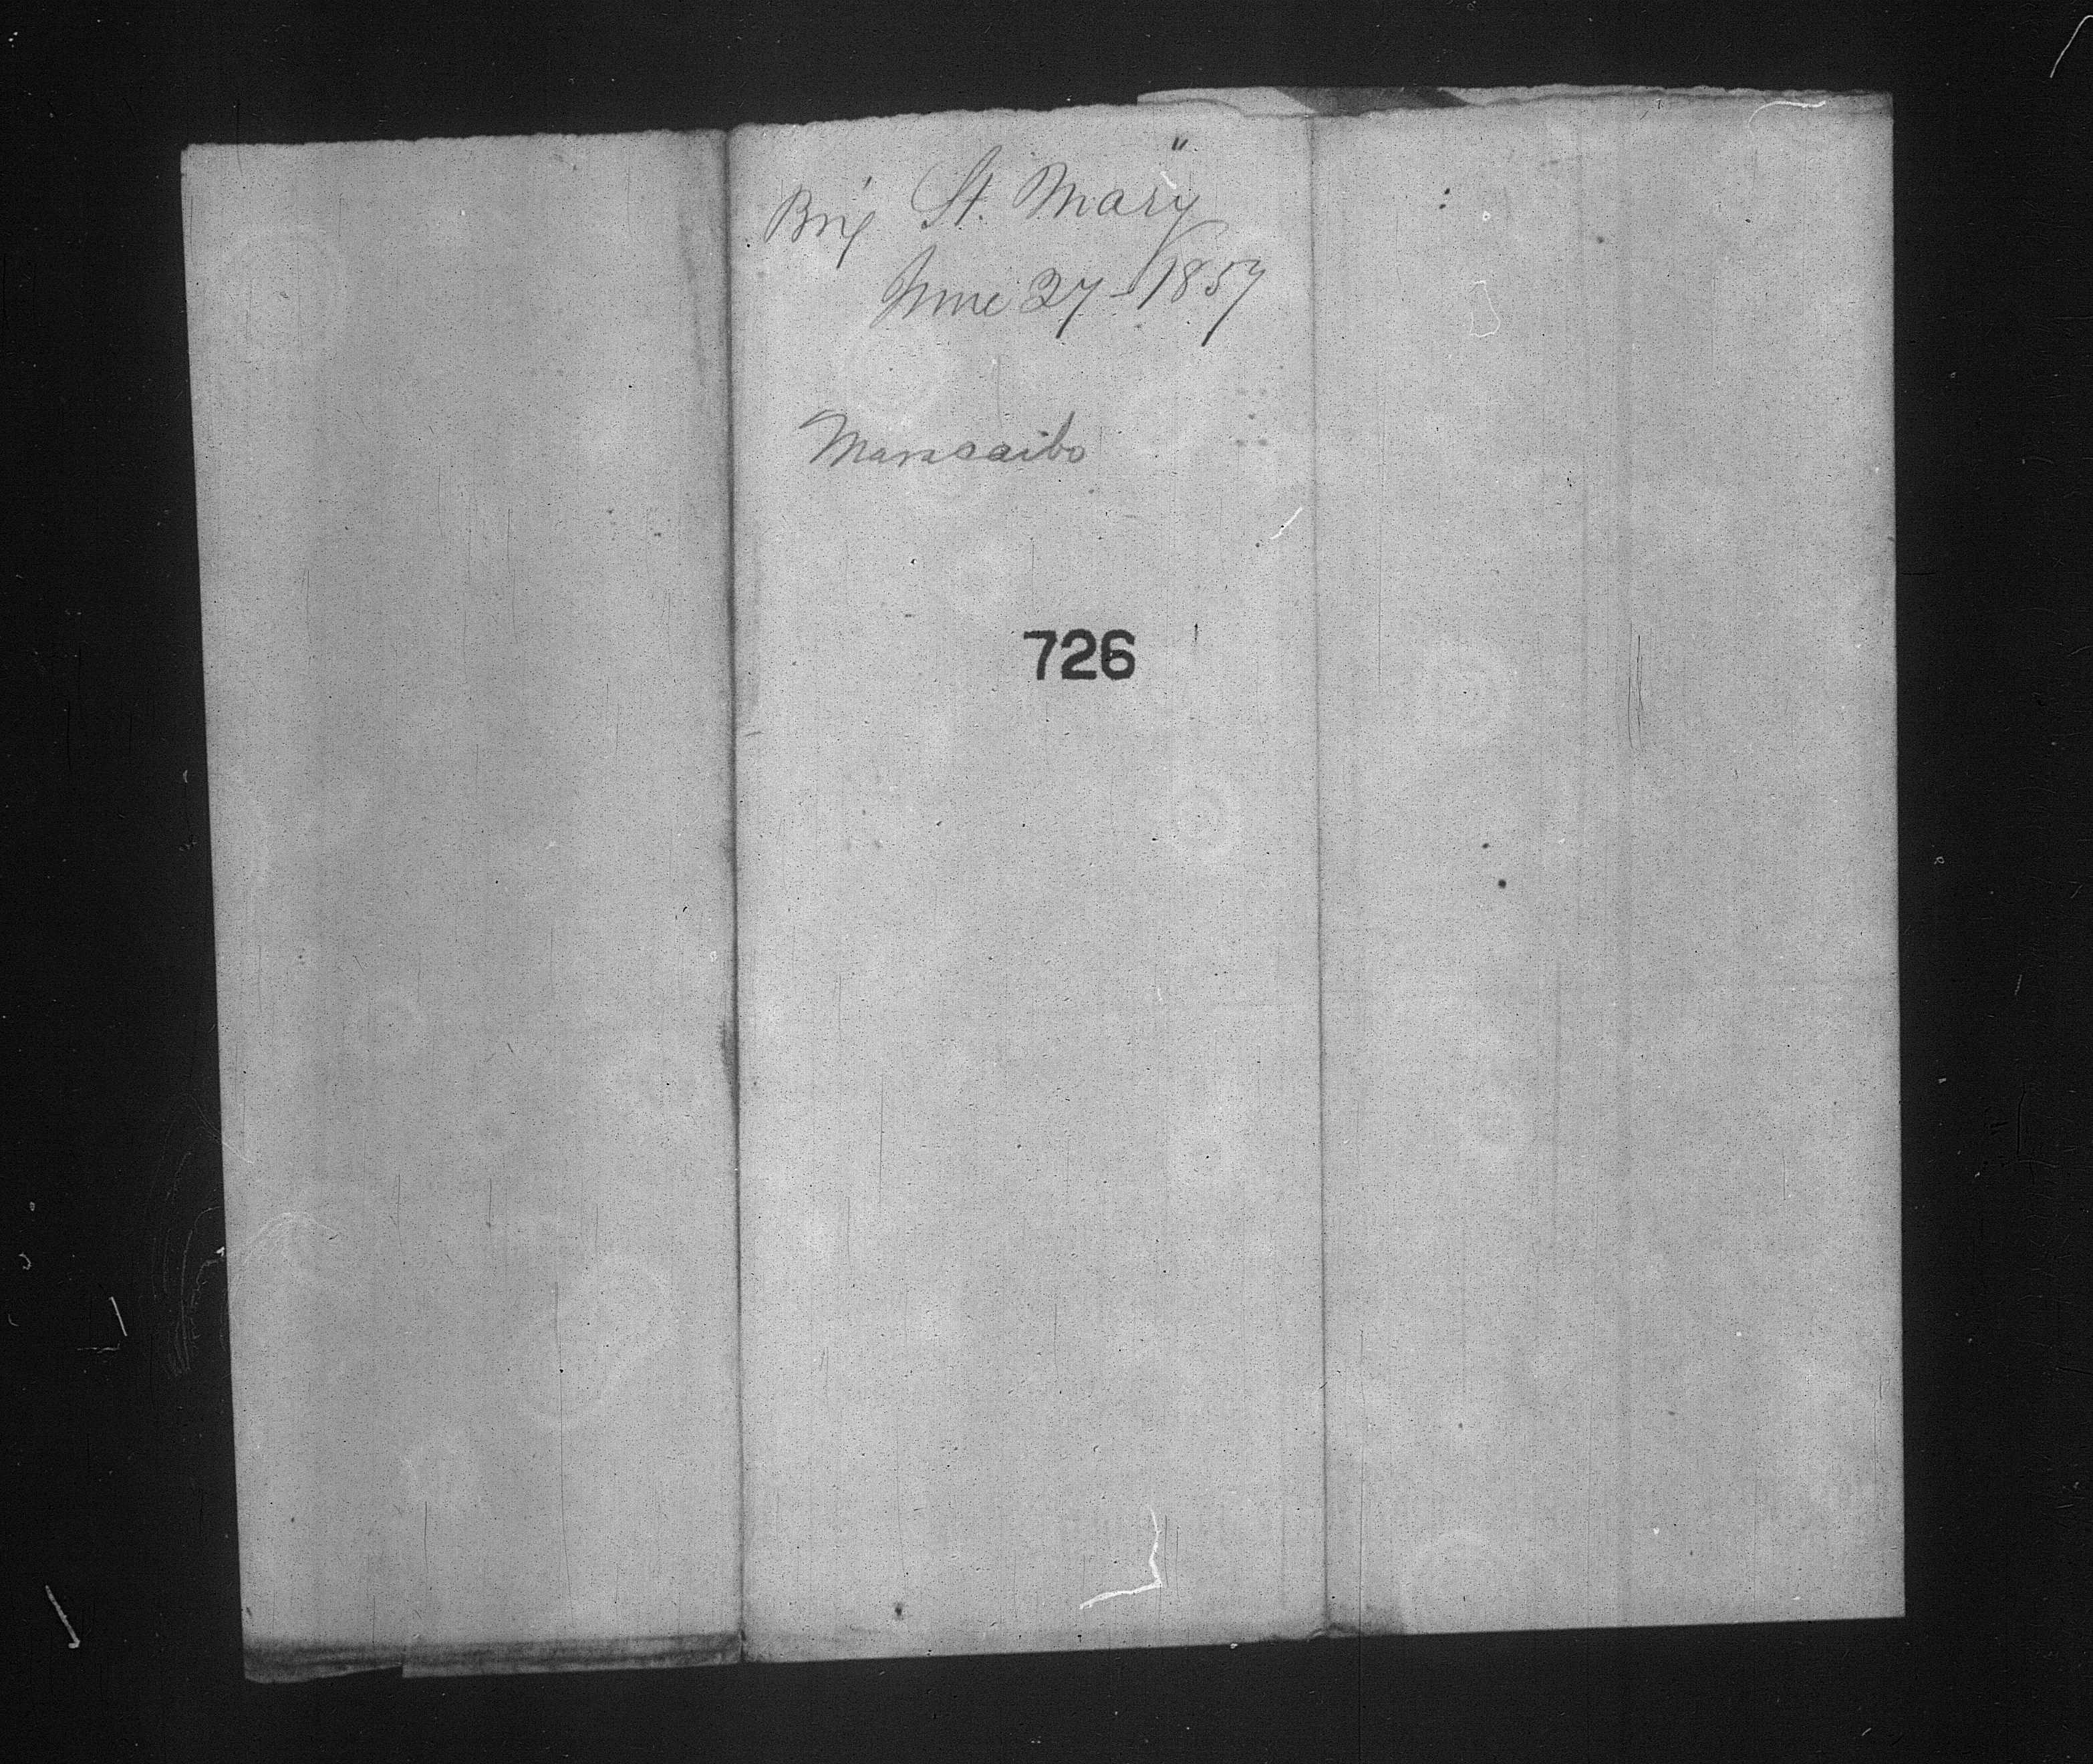 Brig St. Mary"
June 27-1857
Maracaibo
726